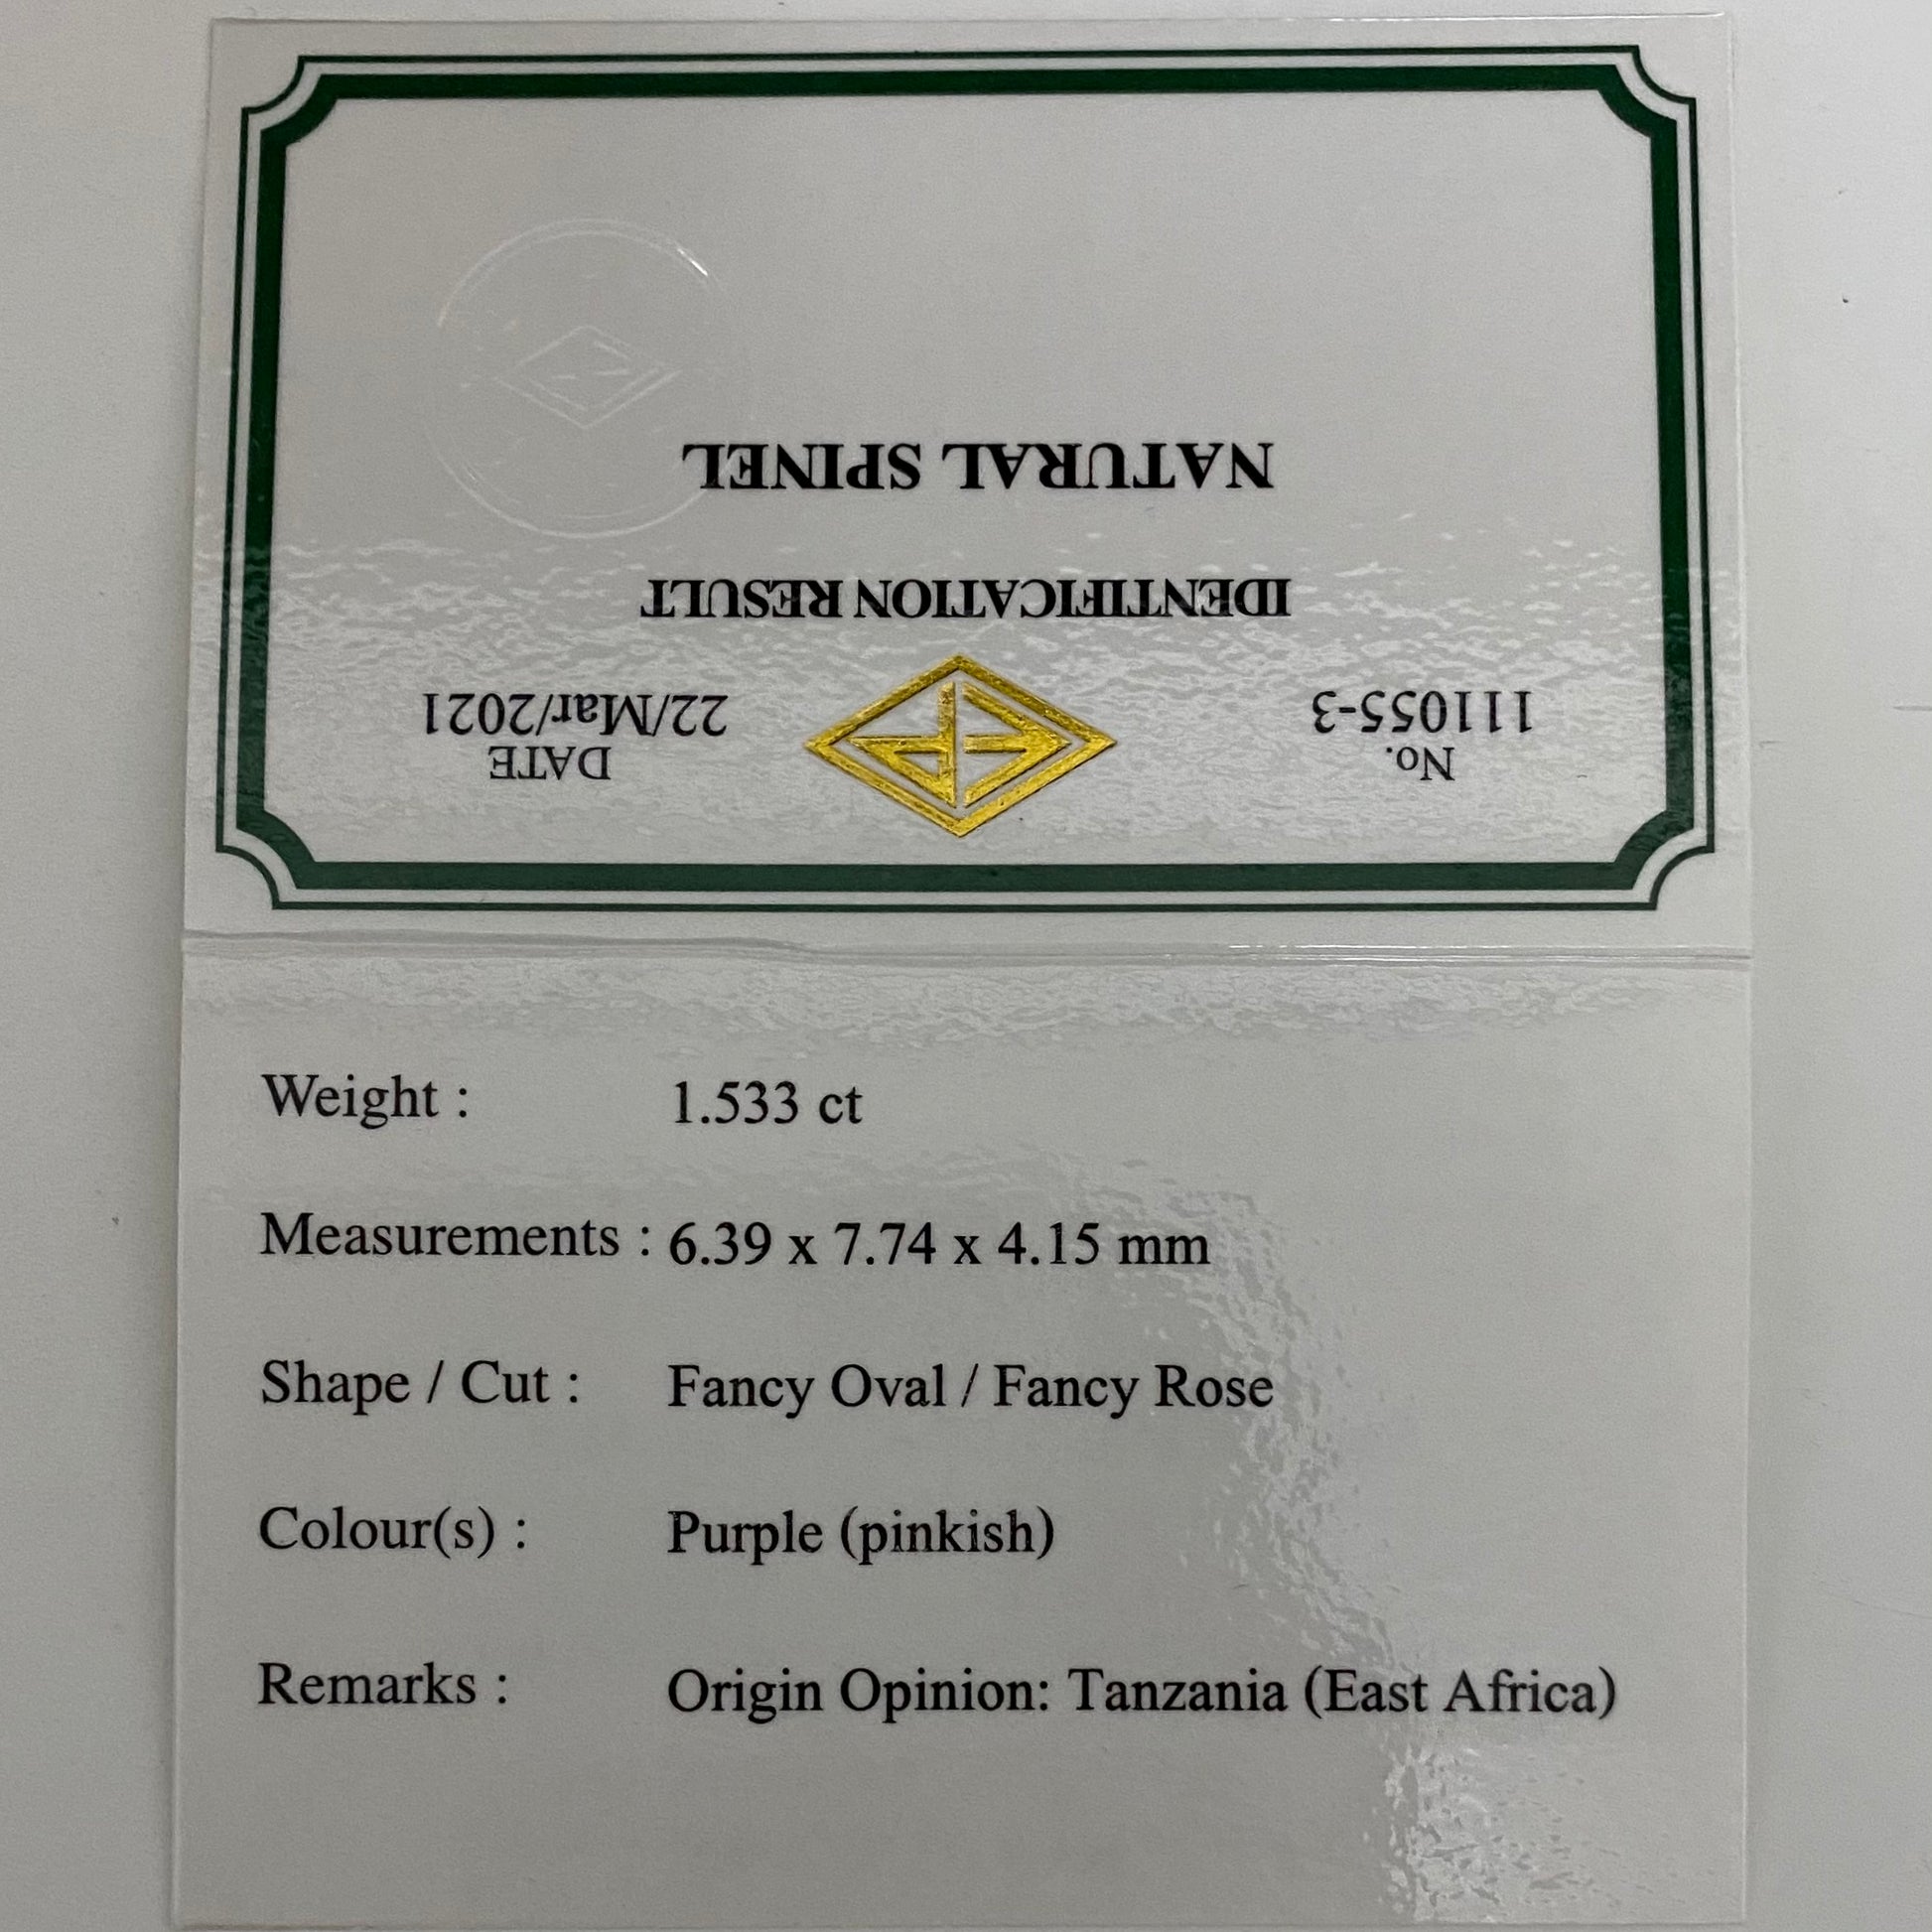 No.
111055-3
DATE
22/Mar/2021
IDENTIFICATION RESULT
NATURAL SPINEL
Weight : 1.533 ct
Measurements : 6.39 x 7.74 x 4.15 mm
Shape / Cut : Fancy Oval / Fancy Rose
Colour(s) : Purple (pinkish)
Remarks : Origin Opinion: Tanzania (East Africa)